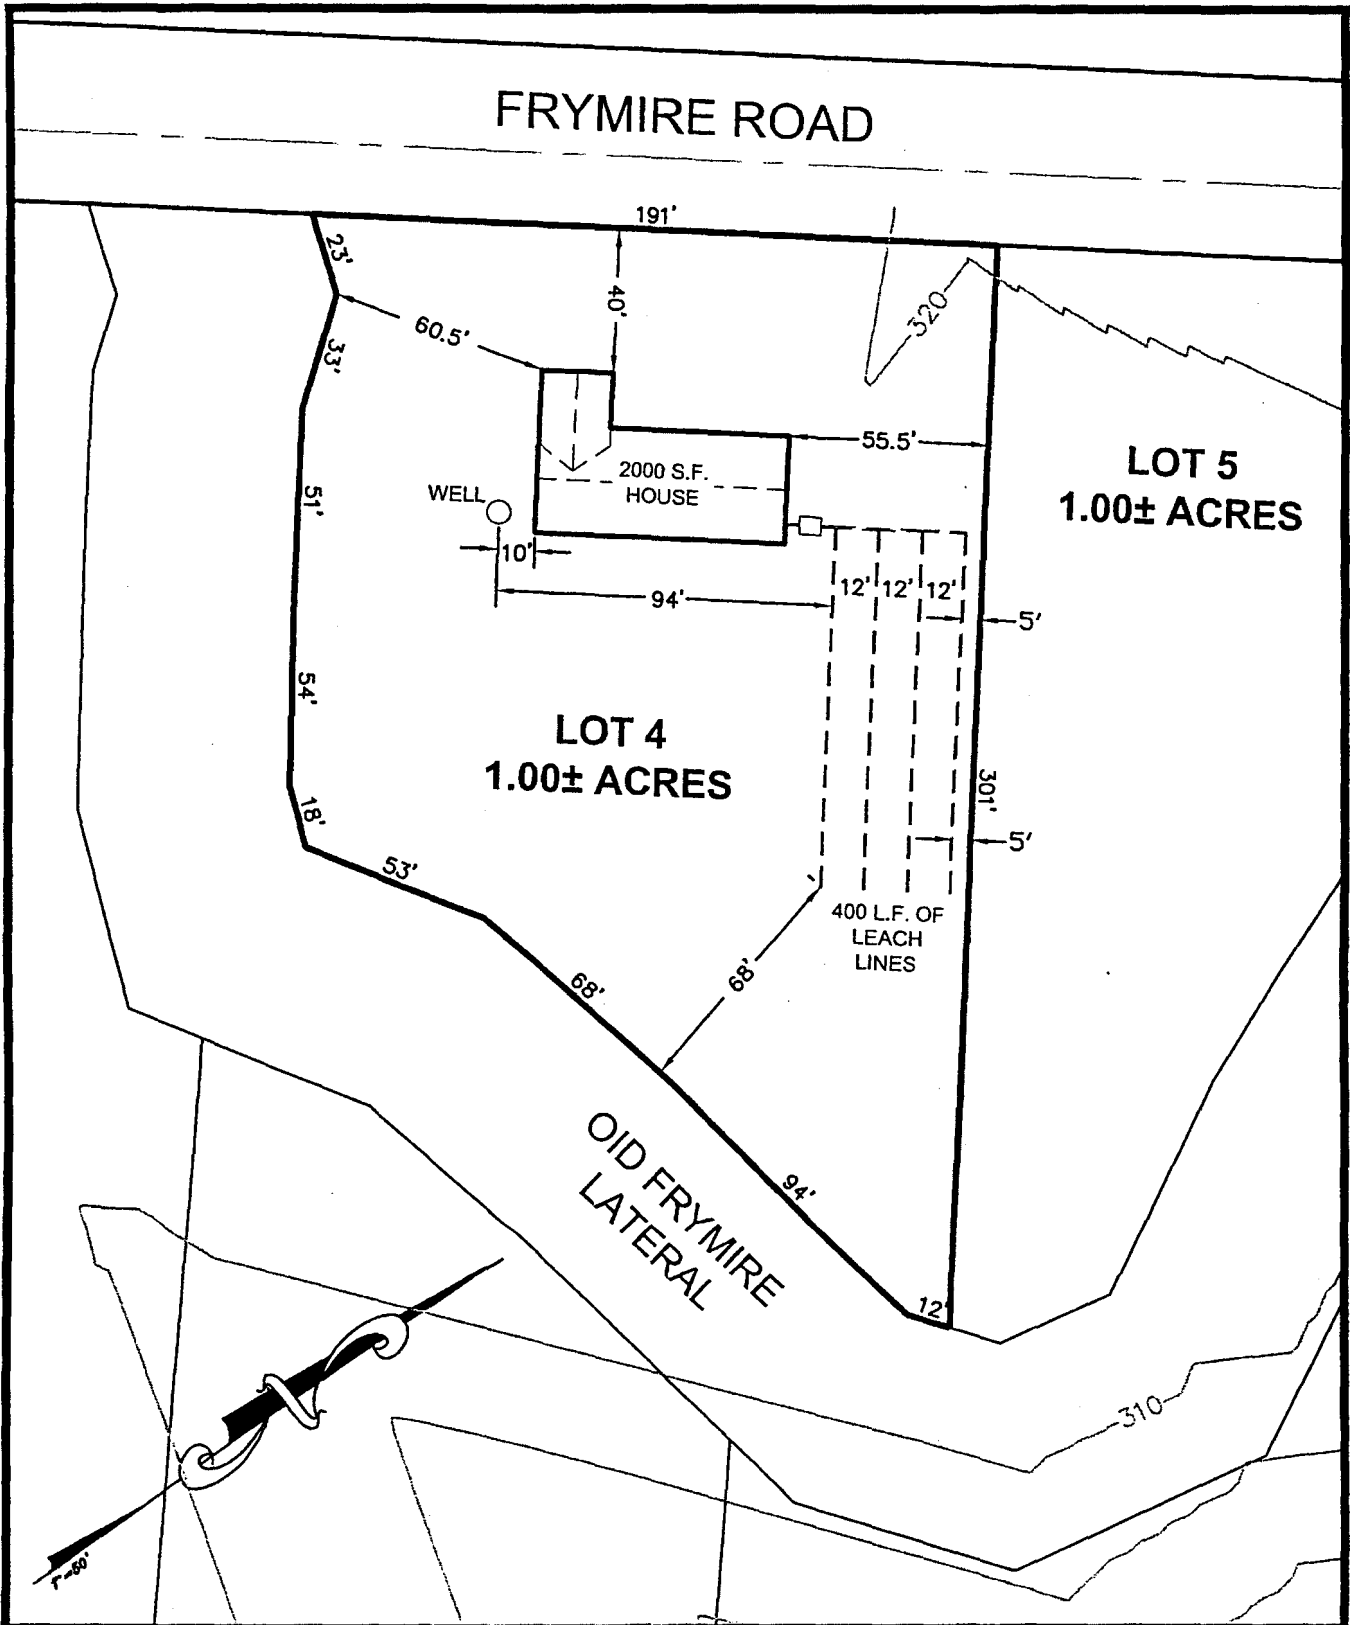 FRYMIRE ROAD
191'
23'
40'
320
60.5'
33'
55.5'
LOT 5
1.00± ACRES
2000 S.F.
HOUSE
WELL
51'
10'
94'
12' 12' 12'
5'
54'
LOT 4
1.00± ACRES
301'
18'
5'
53'
400 L.F. OF
LEACH
LINES
68'
68'
OID FRYMIRE
LATERAL
94'
12'
310
1"=50'